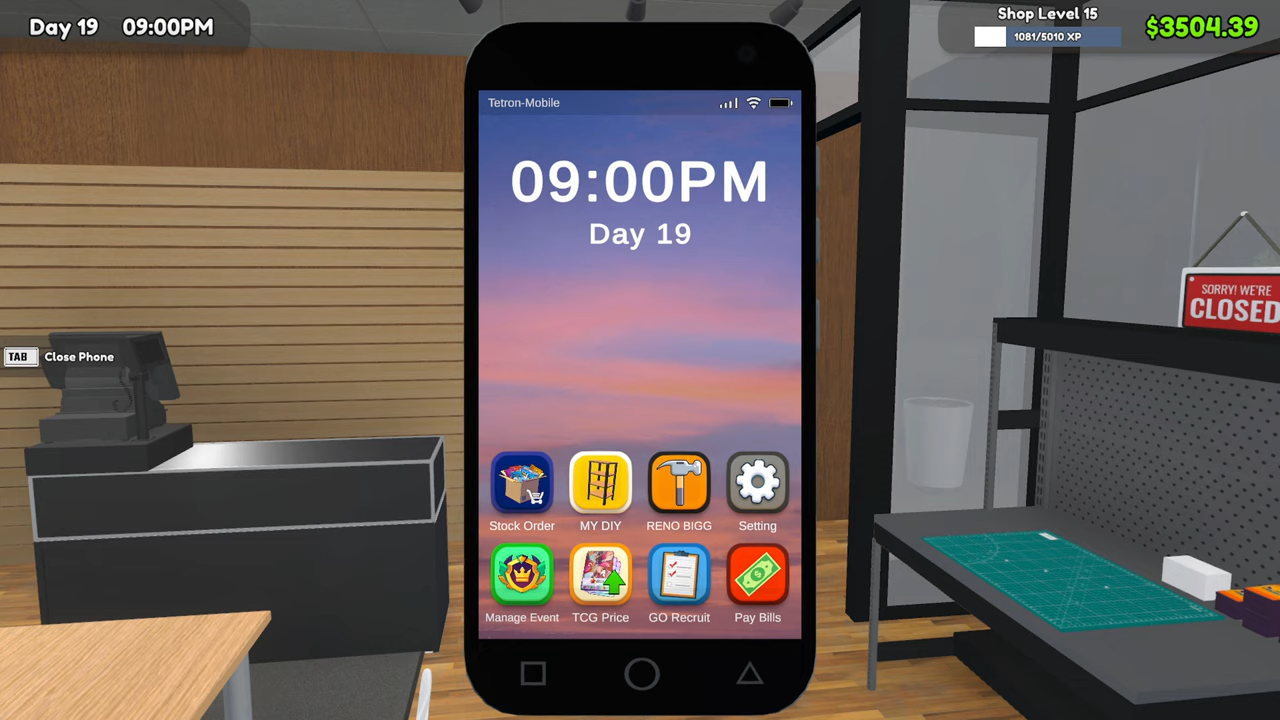 Day 19 09:00PM
Shop Level 15
1081/5010 XP
$3504.39
Tetron-Mobile
09:00PM
Day 19
TAB Close Phone
SORRY! WE'RE
CLOSED
Stock Order MY DIY RENO BIGG Setting
Manage Event TCG Price GO Recruit Pay Bills